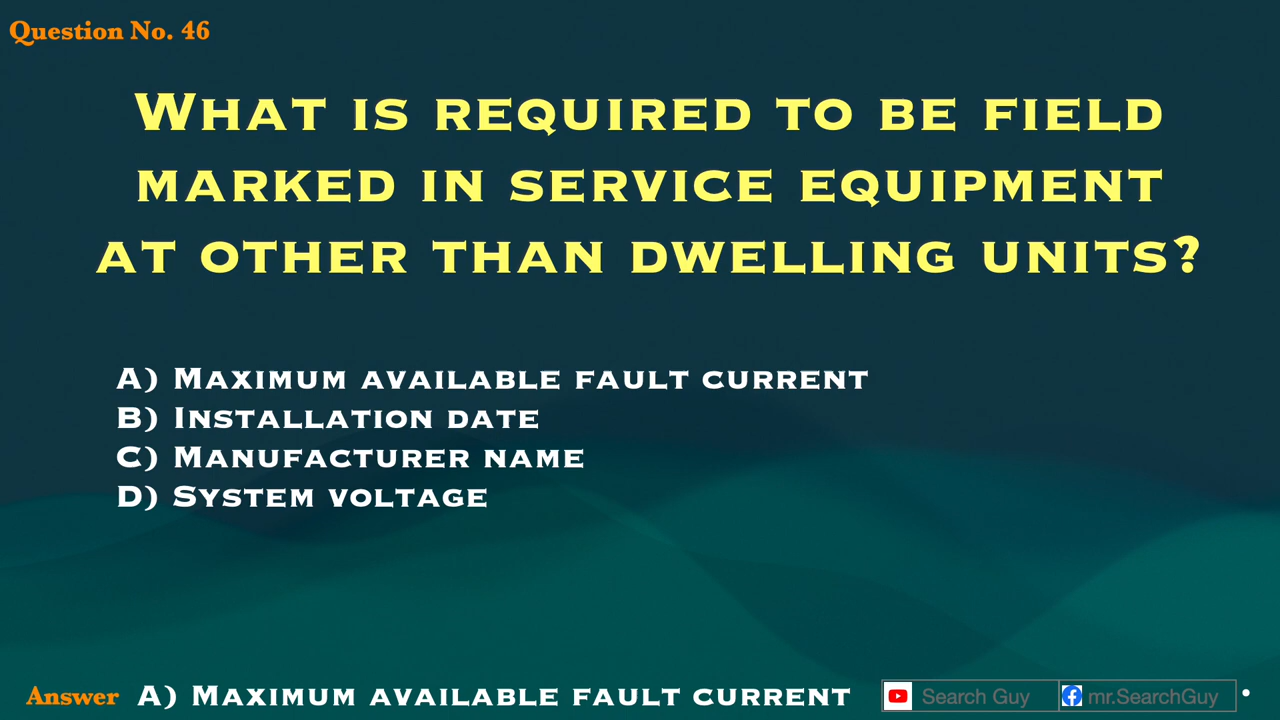 Question No. 46
What is required to be field
marked in service equipment
at other than dwelling units?
A) Maximum available fault current
B) Installation date
C) Manufacturer name
D) System voltage
Answer A) Maximum available fault current
Search Guy mr.SearchGuy